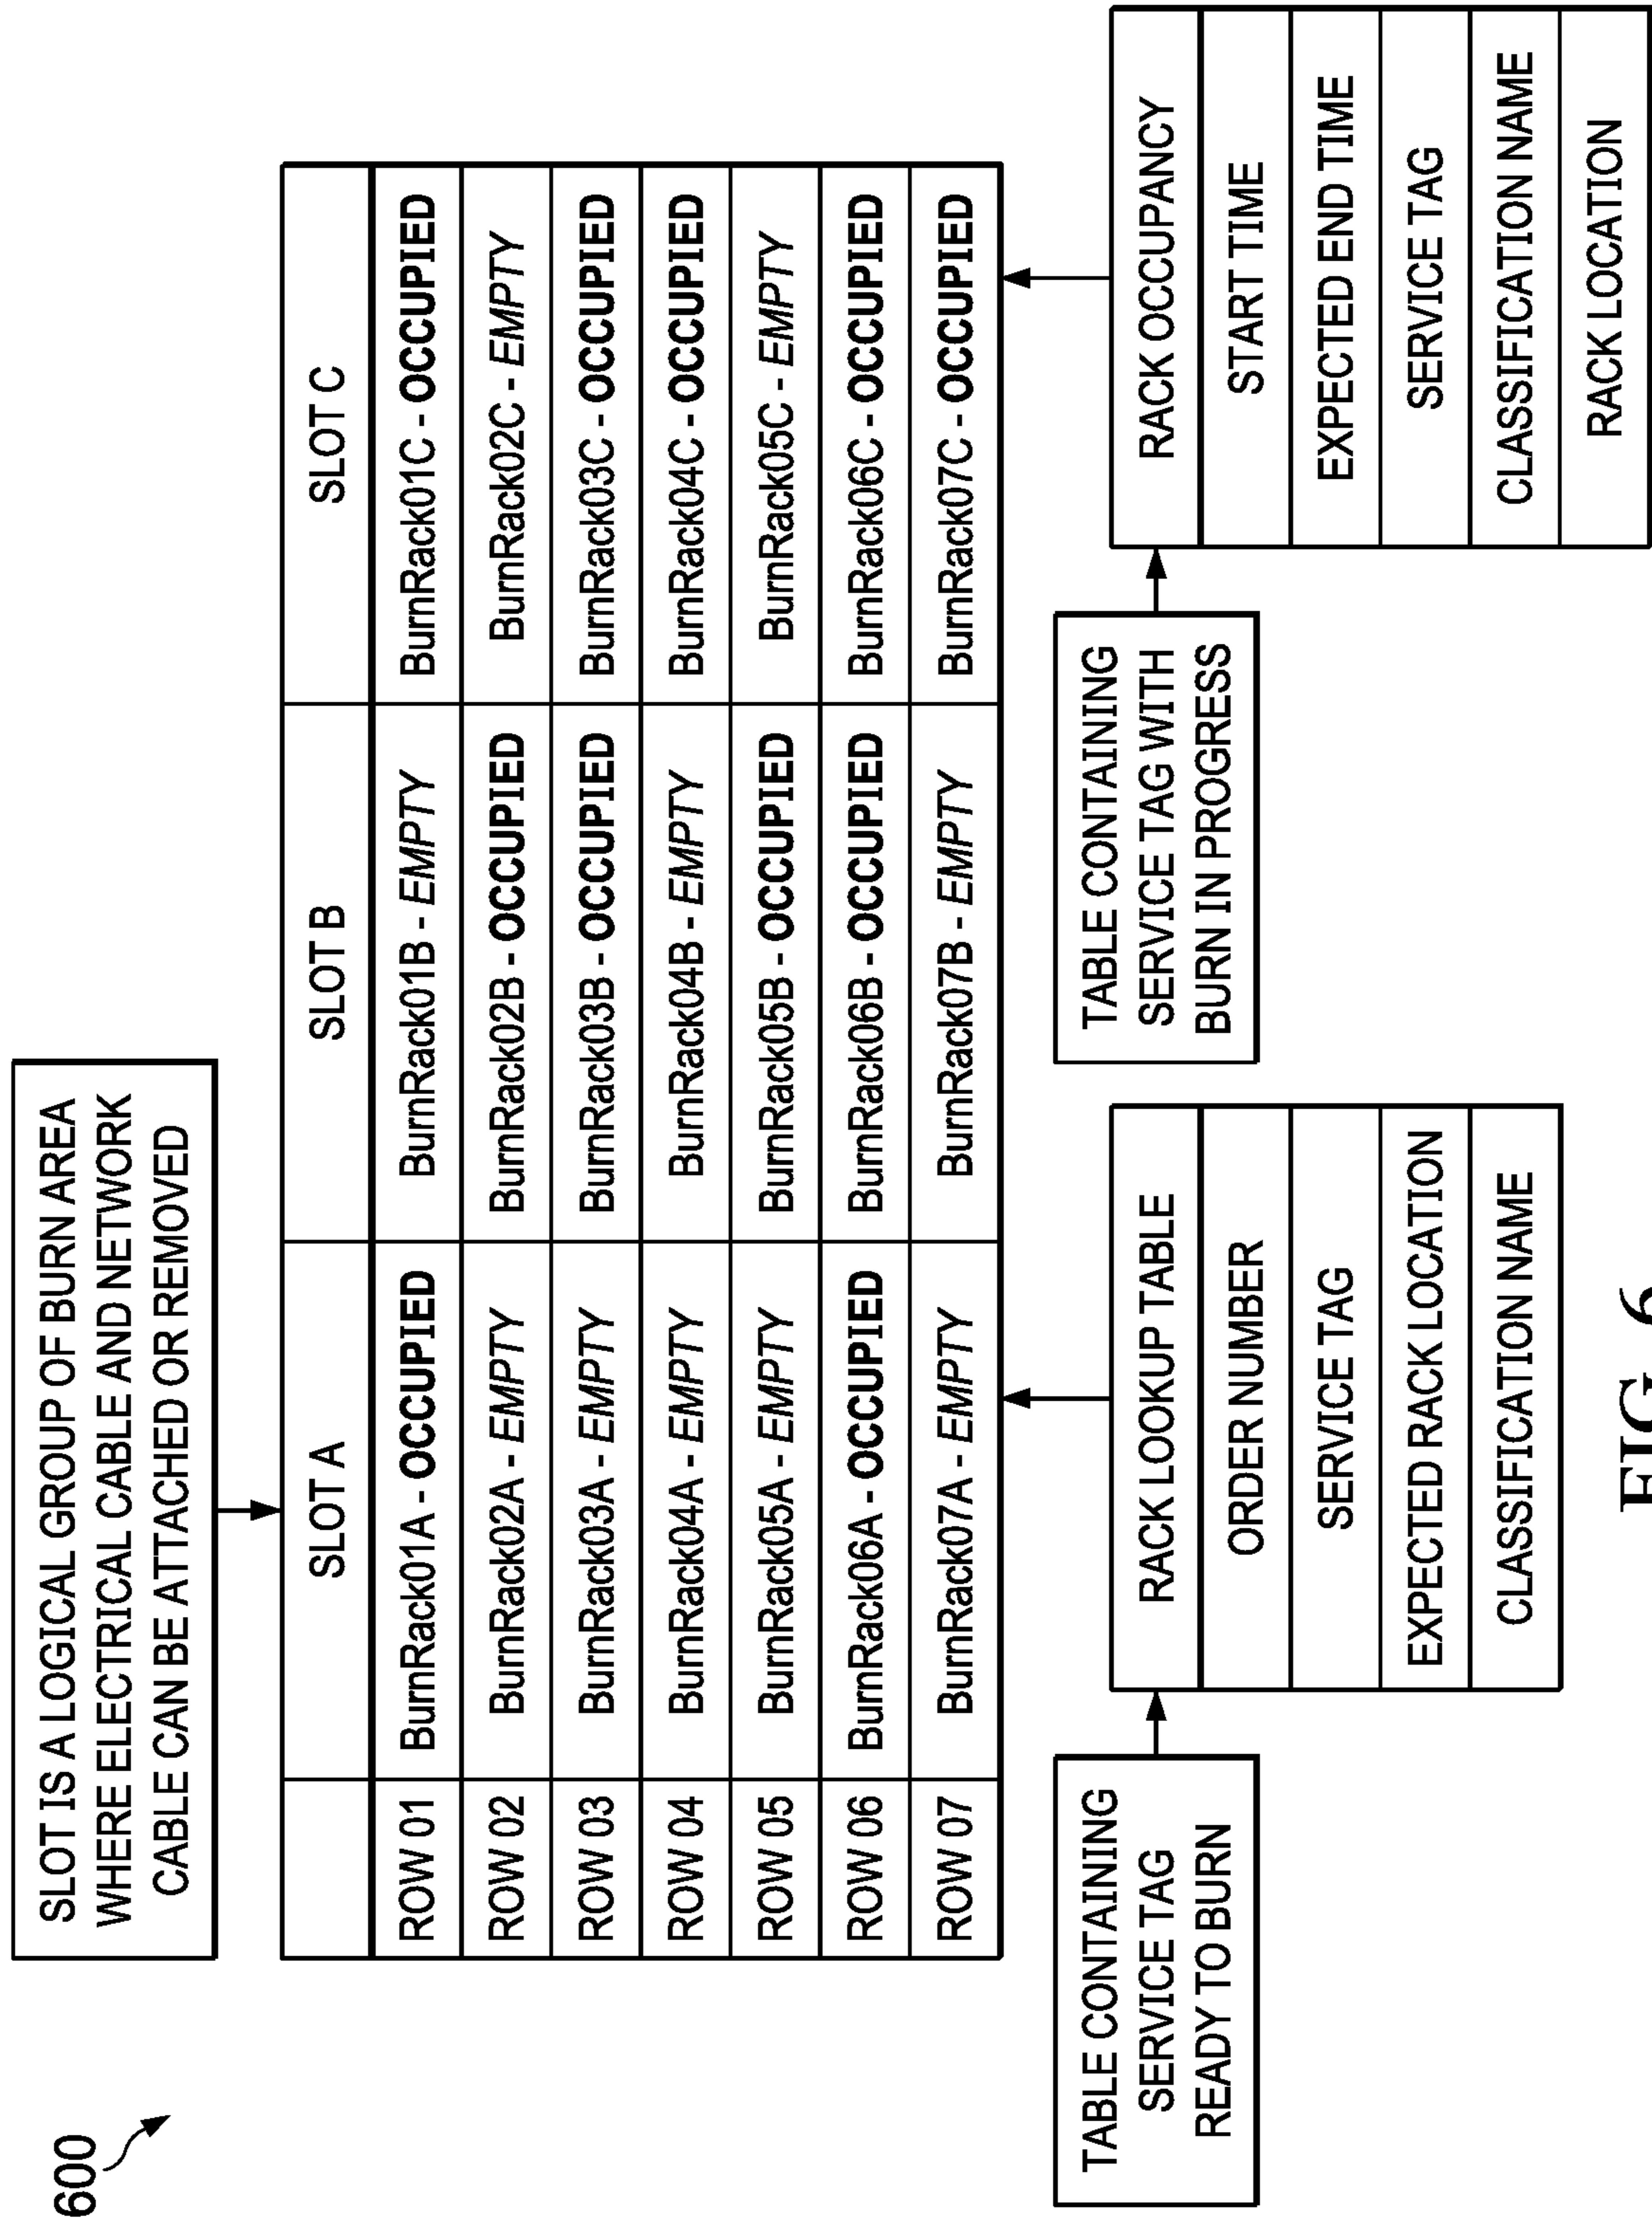 600
SLOT IS A LOGICAL GROUP OF BURN AREA
WHERE ELECTRICAL CABLE AND NETWORK
CABLE CAN BE ATTACHED OR REMOVED
SLOT A SLOT B SLOT C
ROW 01 BurnRack01A - OCCUPIED BurnRack01B - EMPTY BurnRack01C - OCCUPIED
ROW 02 BurnRack02A - EMPTY BurnRack02B - OCCUPIED BurnRack02C - EMPTY
ROW 03 BurnRack03A - EMPTY BurnRack03B - OCCUPIED BurnRack03C - OCCUPIED
ROW 04 BurnRack04A - EMPTY BurnRack04B - EMPTY BurnRack04C - OCCUPIED
ROW 05 BurnRack05A - EMPTY BurnRack05B - OCCUPIED BurnRack05C - EMPTY
ROW 06 BurnRack06A - OCCUPIED BurnRack06B - OCCUPIED BurnRack06C - OCCUPIED
ROW 07 BurnRack07A - EMPTY BurnRack07B - EMPTY BurnRack07C - OCCUPIED
TABLE CONTAINING
SERVICE TAG
READY TO BURN
RACK LOOKUP TABLE
ORDER NUMBER
SERVICE TAG
EXPECTED RACK LOCATION
CLASSIFICATION NAME
TABLE CONTAINING
SERVICE TAG WITH
BURN IN PROGRESS
RACK OCCUPANCY
START TIME
EXPECTED END TIME
SERVICE TAG
CLASSIFICATION NAME
RACK LOCATION
FIG. 6